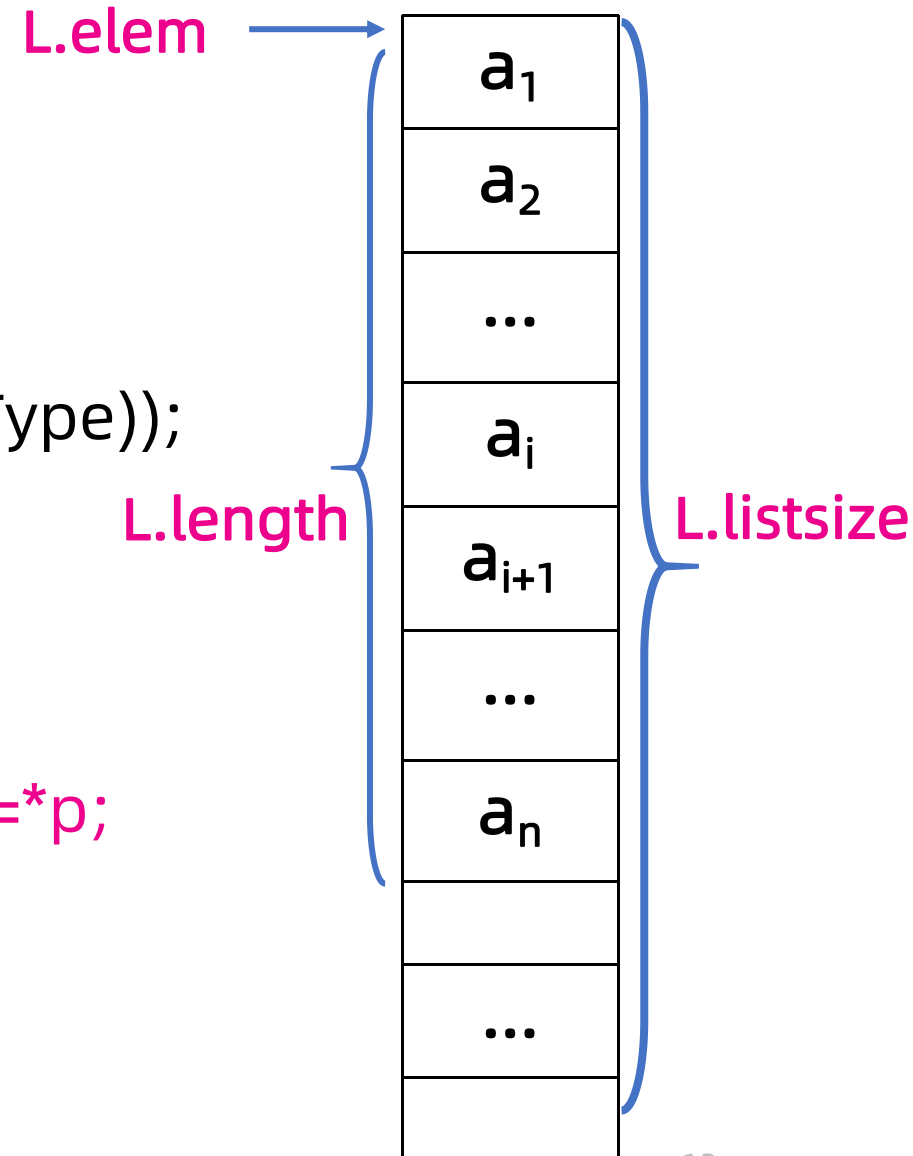 L.elem
a₁
a₂
...
aᵢ
ype));
L.length
L.listsize
aᵢ₊₁
...
aₙ
=*p;
...